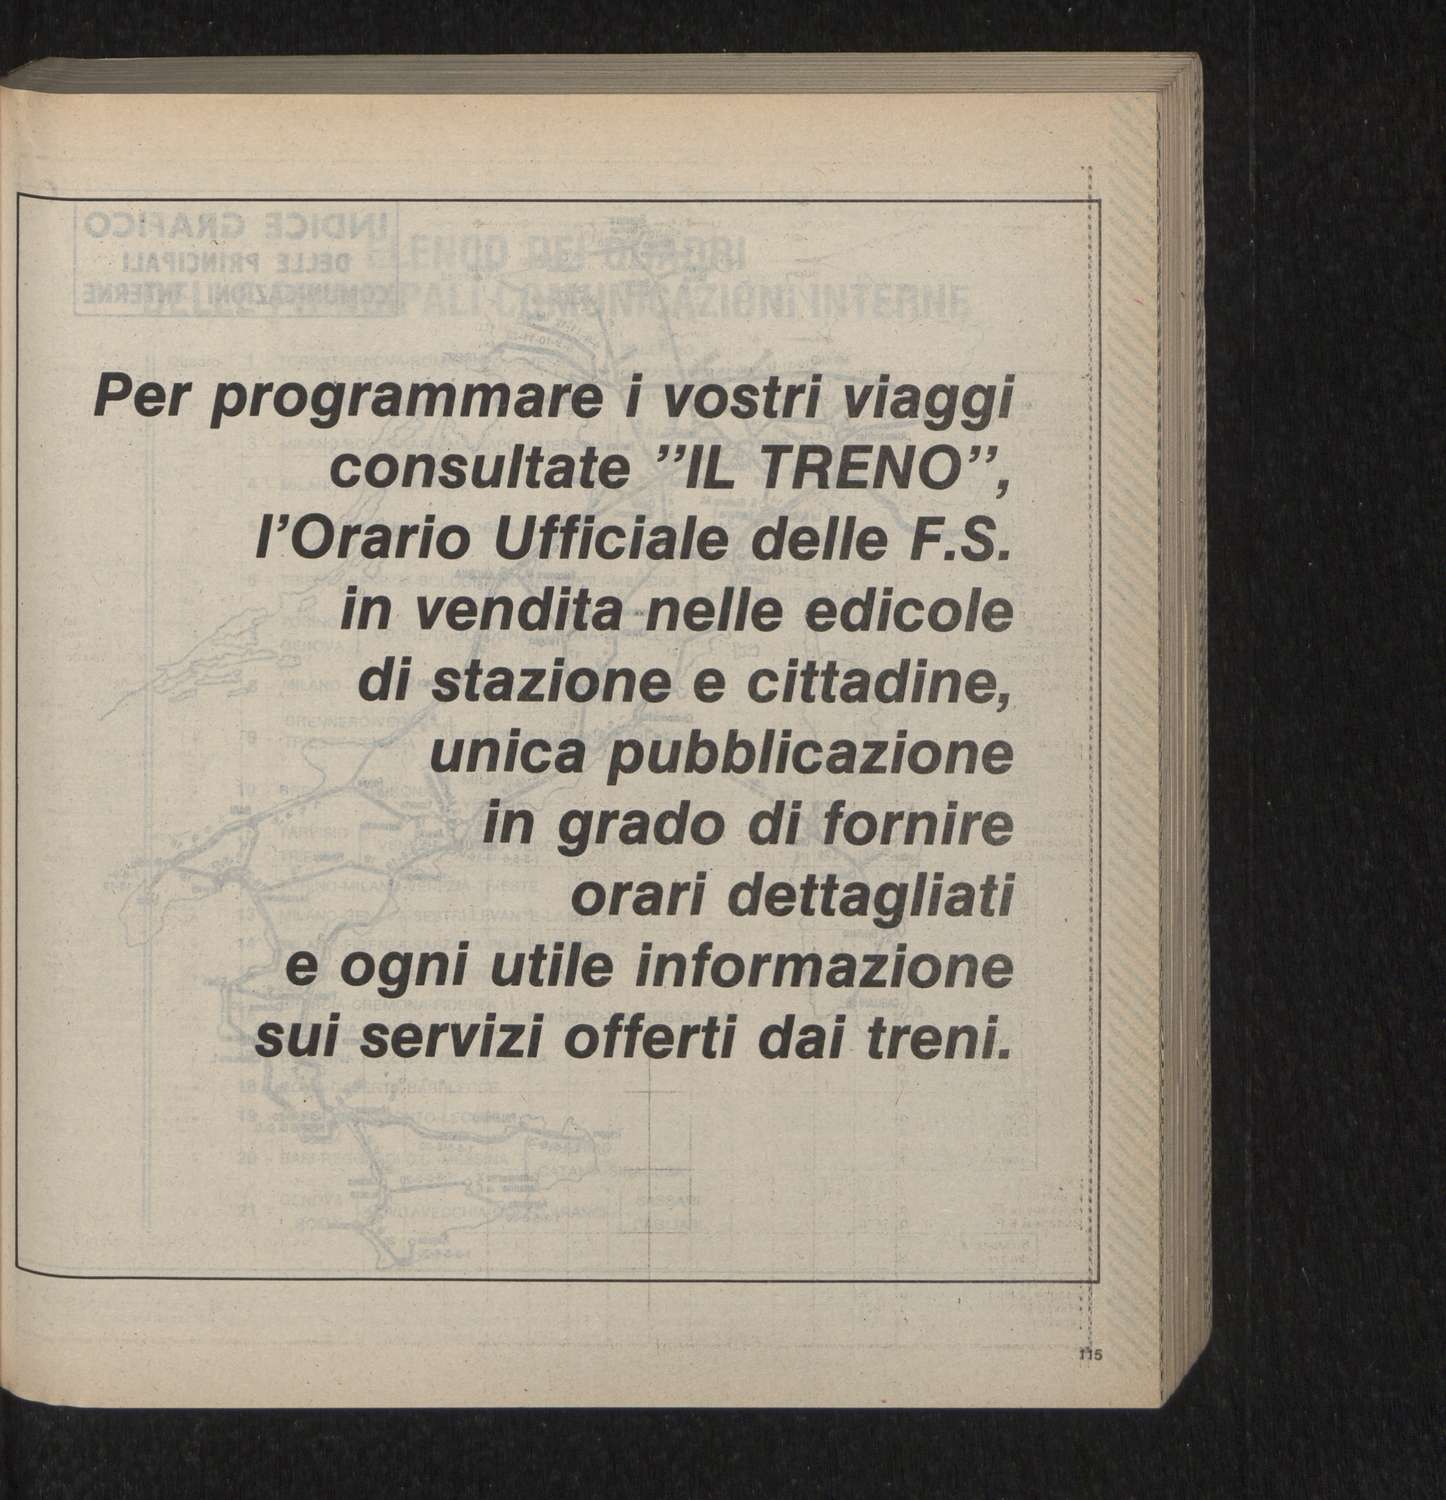 Per programmare i vostri viaggi
consultate ”IL TRENO”,
l’Orario Ufficiale delle F.S.
in vendita nelle edicole
di stazione e cittadine,
unica pubblicazione
in grado di fornire
orari dettagliati
e ogni utile informazione
sui servizi offerti dai treni.
115